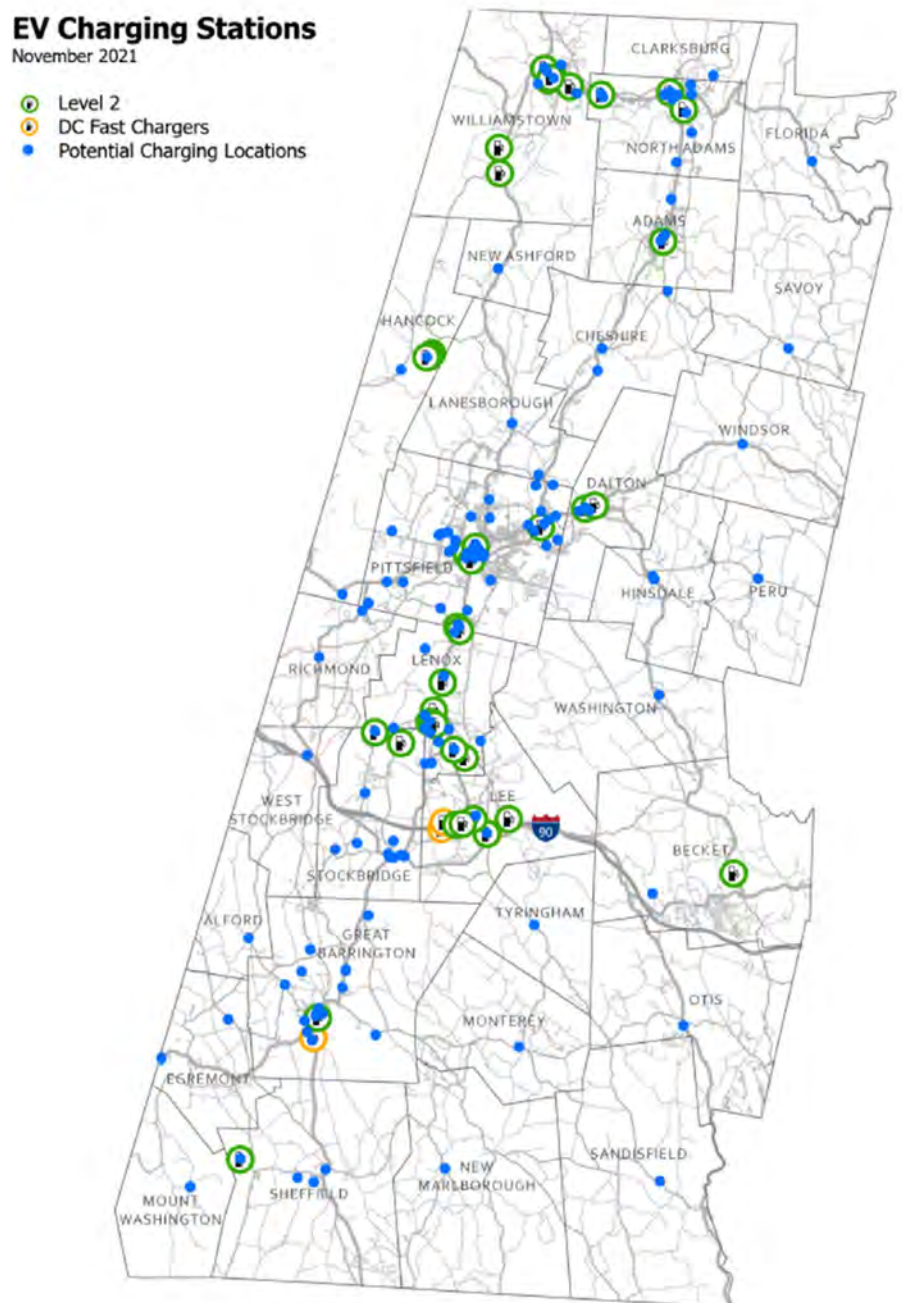 EV Charging Stations
November 2021
Level 2
DC Fast Chargers
Potential Charging Locations
CLARKSBURG
WILLIAMSTOWN
FLORIDA
NORTH ADAMS
ADAMS
NEW ASHFORD
SAVOY
HANCOCK
CHESHIRE
LANESBOROUGH
WINDSOR
DALTON
PITTSFIELD
HINSDALE
PERU
RICHMOND
LENOX
WASHINGTON
WEST
STOCKBRIDGE
LEE
90
BECKET
STOCKBRIDGE
ALFORD
TYRINGHAM
GREAT
BARRINGTON
OTIS
MONTEREY
EGREMONT
SANDISFIELD
NEW
MARLBOROUGH
SHEFFIELD
MOUNT
WASHINGTON